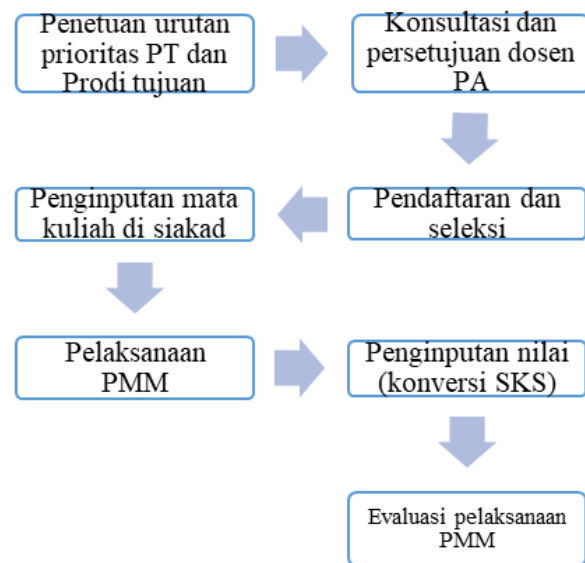 Penetuan urutan
prioritas PT dan
Prodi tujuan
Konsultasi dan
persetujuan dosen
PA
Pendaftaran dan
seleksi
Penginputan mata
kuliah di siakad
Pelaksanaan
PMM
Penginputan nilai
(konversi SKS)
Evaluasi pelaksanaan
PMM